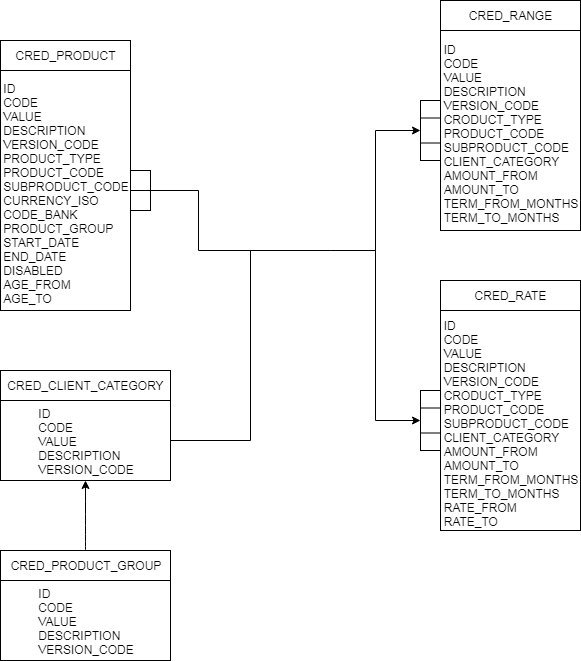 CRED_PRODUCT
ID
CODE
VALUE
DESCRIPTION
VERSION_CODE
PRODUCT_TYPE
PRODUCT_CODE
SUBPRODUCT_CODE
CURRENCY_ISO
CODE_BANK
PRODUCT_GROUP
START_DATE
END_DATE
DISABLED
AGE_FROM
AGE_TO
CRED_CLIENT_CATEGORY
ID
CODE
VALUE
DESCRIPTION
VERSION_CODE
CRED_PRODUCT_GROUP
ID
CODE
VALUE
DESCRIPTION
VERSION_CODE
CRED_RANGE
ID
CODE
VALUE
DESCRIPTION
VERSION_CODE
CRODUCT_TYPE
PRODUCT_CODE
SUBPRODUCT_CODE
CLIENT_CATEGORY
AMOUNT_FROM
AMOUNT_TO
TERM_FROM_MONTHS
TERM_TO_MONTHS
CRED_RATE
ID
CODE
VALUE
DESCRIPTION
VERSION_CODE
CRODUCT_TYPE
PRODUCT_CODE
SUBPRODUCT_CODE
CLIENT_CATEGORY
AMOUNT_FROM
AMOUNT_TO
TERM_FROM_MONTHS
TERM_TO_MONTHS
RATE_FROM
RATE_TO